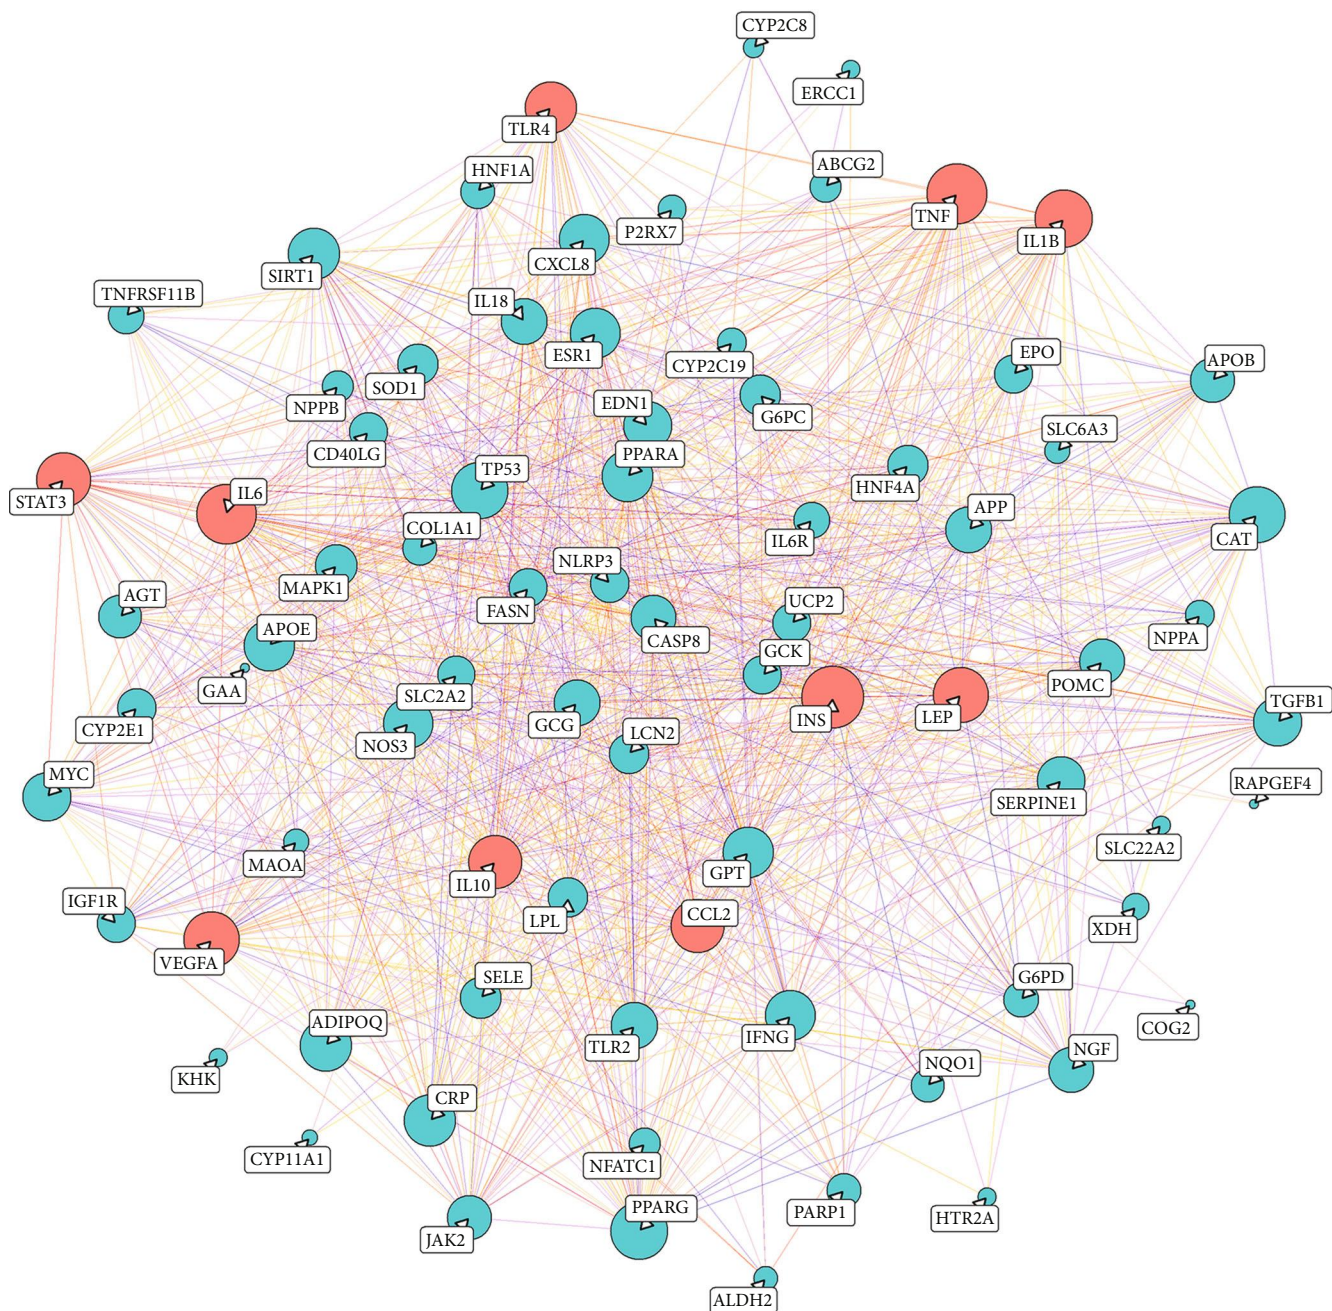 CYP2C8
ERCC1
TLR4
HNF1A
ABCG2
TNF
P2RX7
IL1B
CXCL8
SIRT1
TNFRSF11B
IL18
ESR1
CYP2C19
EPO
APOB
SOD1
NPPB
EDN1
G6PC
SLC6A3
CD40LG
TP53
PPARA
HNF4A
STAT3
IL6
COL1A1
IL6R
APP
CAT
NLRP3
MAPK1
AGT
FASN
UCP2
APOE
CASP8
NPPA
GCK
GAA
SLC2A2
POMC
TGFB1
CYP2E1
NOS3
GCG
LCN2
INS
LEP
MYC
RAPGEF4
SERPINE1
SLC22A2
MAOA
GPT
IL10
IGF1R
CCL2
LPL
XDH
VEGFA
SELE
G6PD
ADIPOQ
COG2
TLR2
IFNG
NGF
NQO1
KHK
CRP
CYP11A1
NFATC1
PPARG
PARP1
HTR2A
JAK2
ALDH2